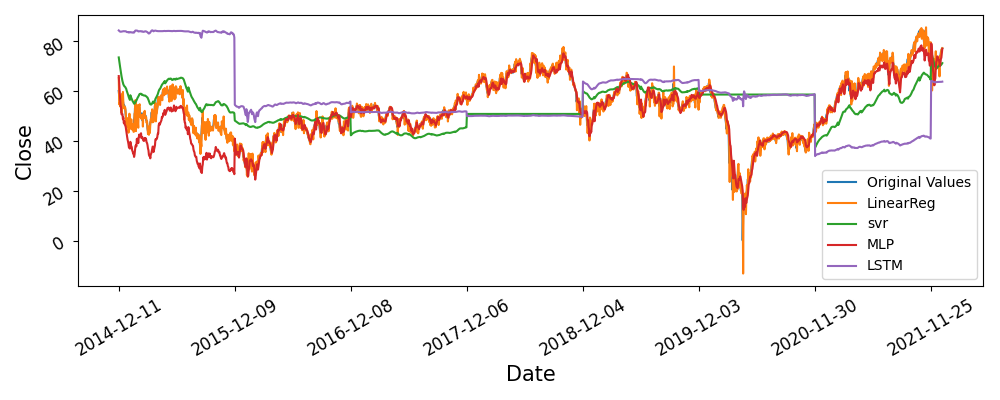 Close
80
60
40
20
0
2014-12-11
2015-12-09
2016-12-08
2017-12-06
2018-12-04
2019-12-03
2020-11-30
2021-11-25
Date
Original Values
LinearReg
svr
MLP
LSTM